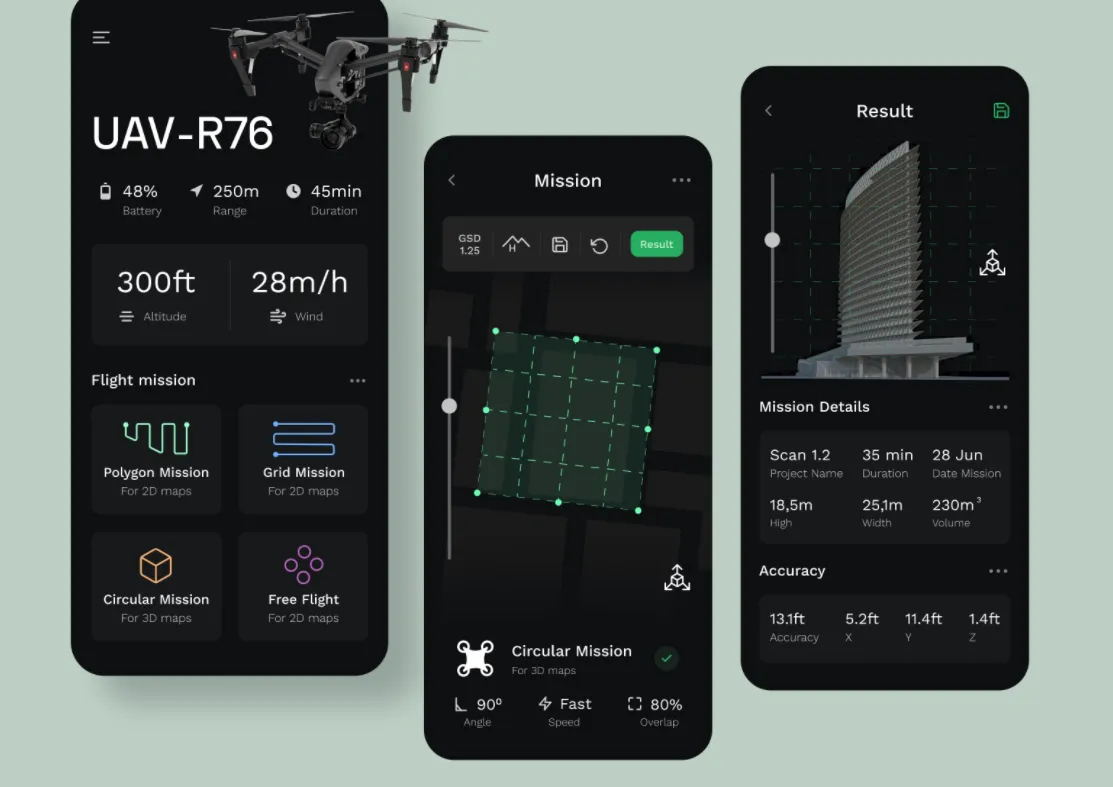 UAV-R76
48% 250m 45min
Battery Range Duration
300ft 28m/h
Altitude Wind
Flight mission
Polygon Mission Grid Mission
For 2D maps For 2D maps
Circular Mission Free Flight
For 3D maps For 2D maps
Mission
GSD
1.25
H
Result
Circular Mission
For 3D maps
90º Fast 80%
Angle Speed Overlap
Result
Mission Details
Scan 1.2 35 min 28 Jun
Project Name Duration Date Mission
18,5m 25,1m 230m³
High Width Volume
Accuracy
13.1ft 5.2ft 11.4ft 1.4ft
Accuracy X Y Z